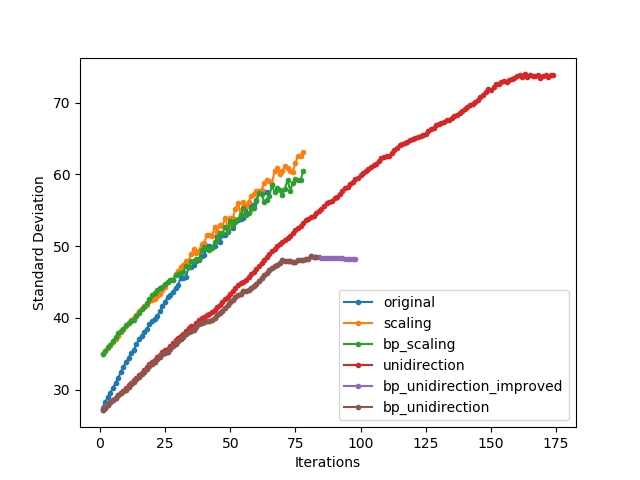 70
60
50
40
30
Standard Deviation
0 25 50 75 100 125 150 175
Iterations
original
scaling
bp_scaling
unidirection
bp_unidirection_improved
bp_unidirection